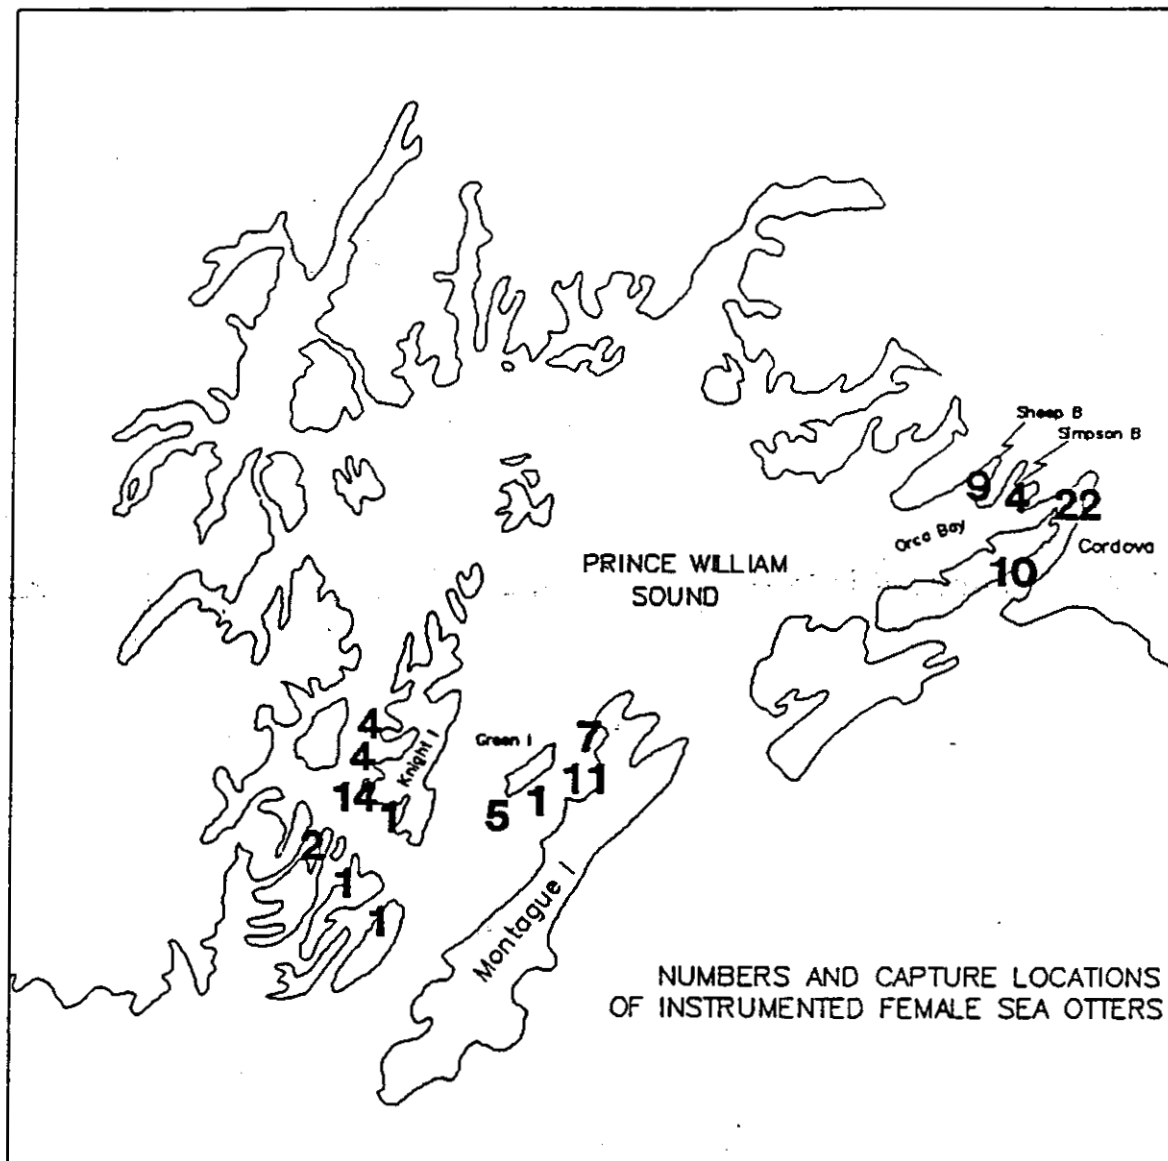 Sheep B
Simpson B
9
4
22
Orca Bay
Cordova
PRINCE WILLIAM
SOUND
10
4
Green I
7
4
Knight I
11
14
1
5
1
2
1
1
Montague I
NUMBERS AND CAPTURE LOCATIONS
OF INSTRUMENTED FEMALE SEA OTTERS